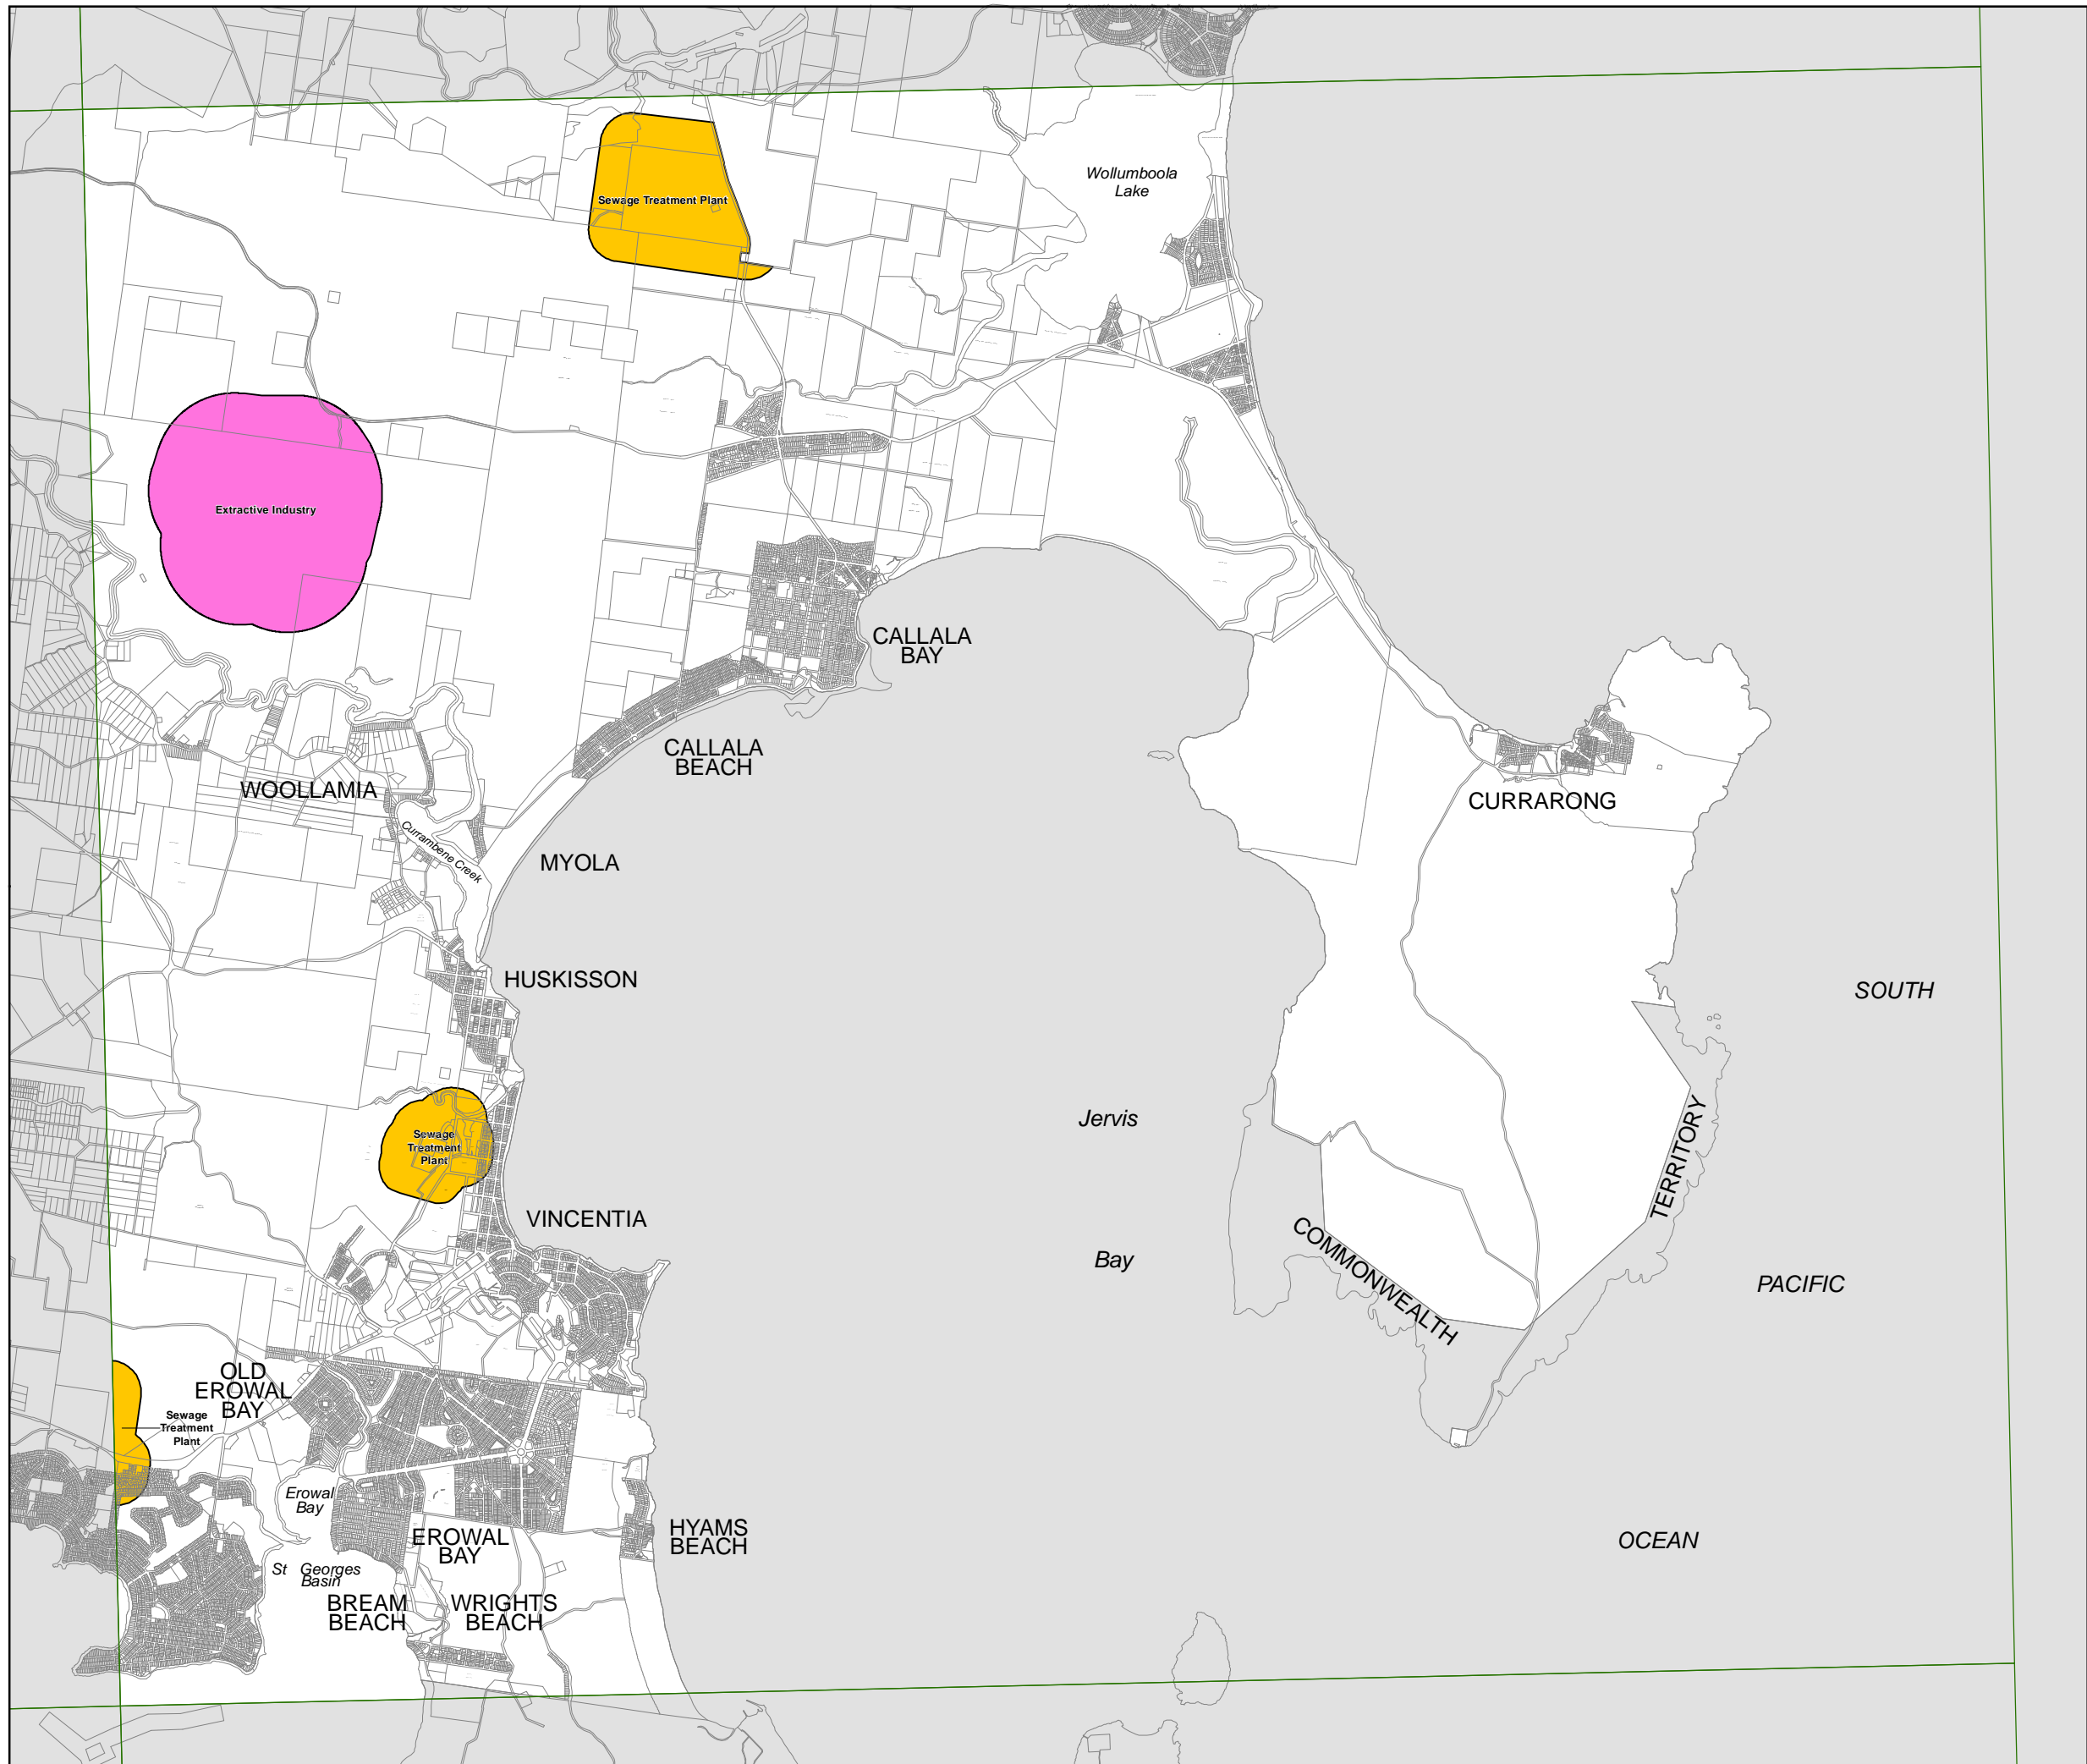 Wollumboola
Lake
Sewage Treatment Plant
Extractive Industry
CALLALA
BAY
CALLALA
BEACH
WOOLLAMIA
CURRARONG
Currambene Creek
MYOLA
HUSKISSON
SOUTH
Jervis
TERRITORY
Sewage
Treatment
Plant
VINCENTIA
COMMONWEALTH
Bay
PACIFIC
OLD
EROWAL
BAY
Sewage
Treatment
Plant
Erowal
Bay
HYAMS
BEACH
EROWAL
BAY
OCEAN
St Georges
Basin
BREAM
BEACH
WRIGHTS
BEACH